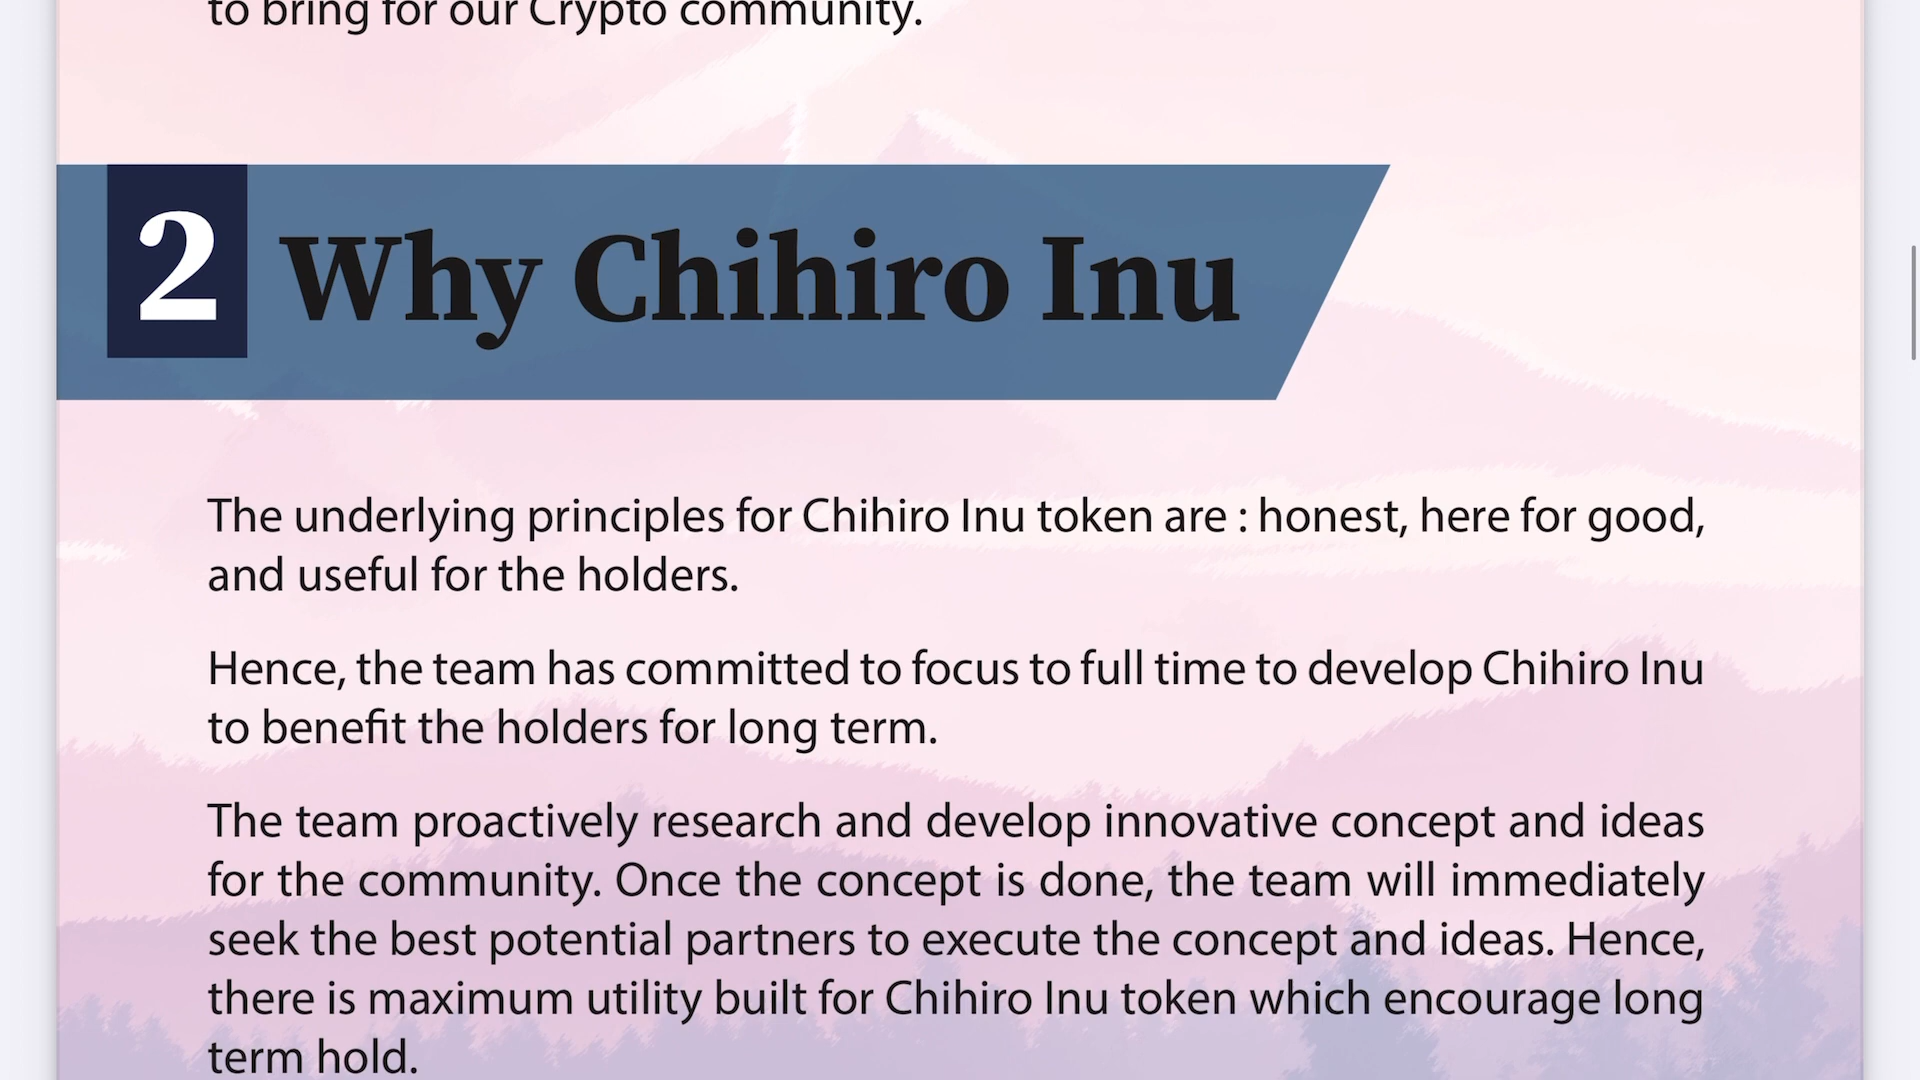 to bring for our Crypto community.
2 Why Chihiro Inu
The underlying principles for Chihiro Inu token are : honest, here for good,
and useful for the holders.
Hence, the team has committed to focus to full time to develop Chihiro Inu
to benefit the holders for long term.
The team proactively research and develop innovative concept and ideas
for the community. Once the concept is done, the team will immediately
seek the best potential partners to execute the concept and ideas. Hence,
there is maximum utility built for Chihiro Inu token which encourage long
term hold.